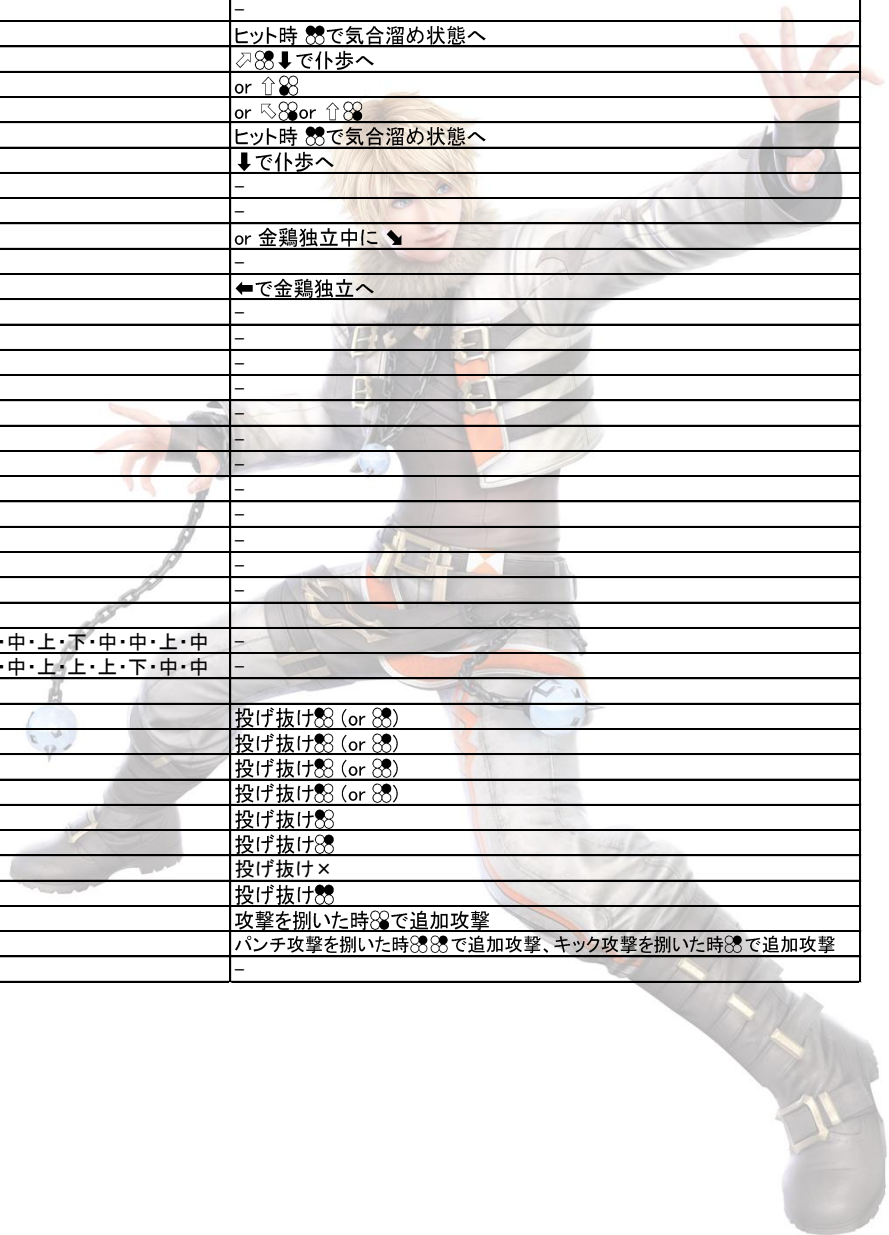 -
ヒット時 で気合溜め状態へ
⬀ ⬇で仆歩へ
or ⇧
or ⬁ or ⇧
ヒット時 で気合溜め状態へ
⬇で仆歩へ
-
-
or 金鶏独立中に ⬊
-
⬅で金鶏独立へ
-
-
-
-
-
-
-
-
-
-
-
-
・中・上・下・中・中・上・中 -
・中・上・上・上・下・中・中 -
投げ抜け (or )
投げ抜け (or )
投げ抜け (or )
投げ抜け (or )
投げ抜け
投げ抜け
投げ抜け×
投げ抜け
攻撃を捌いた時で追加攻撃
パンチ攻撃を捌いた時で追加攻撃、キック攻撃を捌いた時で追加攻撃
-